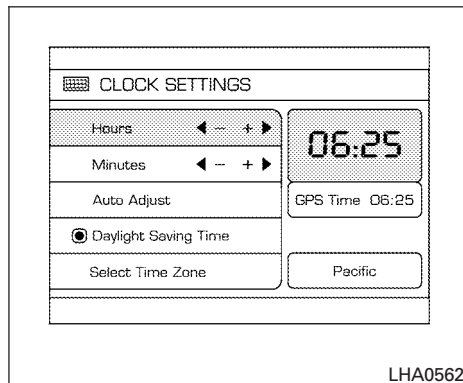 CLOCK SETTINGS
Hours ◀ - + ▶
06:25
Minutes ◀ - + ▶
Auto Adjust
GPS Time 06:25
Daylight Saving Time
Select Time Zone
Pacific
LHA0562